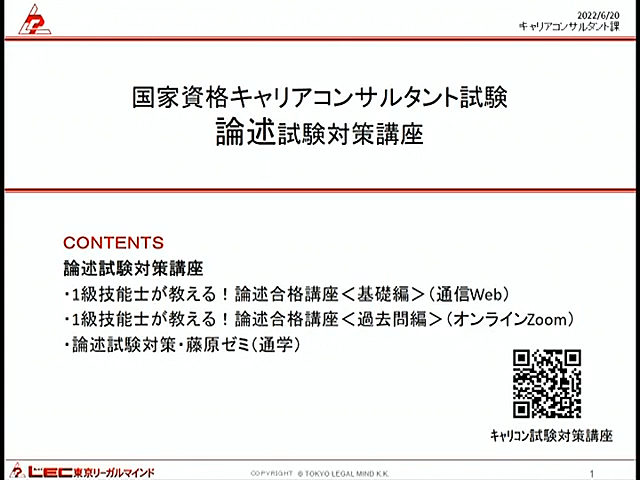 2022/6/20
キャリアコンサルタント課
国家資格キャリアコンサルタント試験
論述試験対策講座
CONTENTS
論述試験対策講座
・1級技能士が教える！論述合格講座＜基礎編＞（通信Web）
・1級技能士が教える！論述合格講座＜過去問編＞（オンラインZoom）
・論述試験対策・藤原ゼミ（通学）
キャリコン試験対策講座
LEC東京リーガルマインド
COPYRIGHT © TOKYO LEGAL MIND K.K.
1